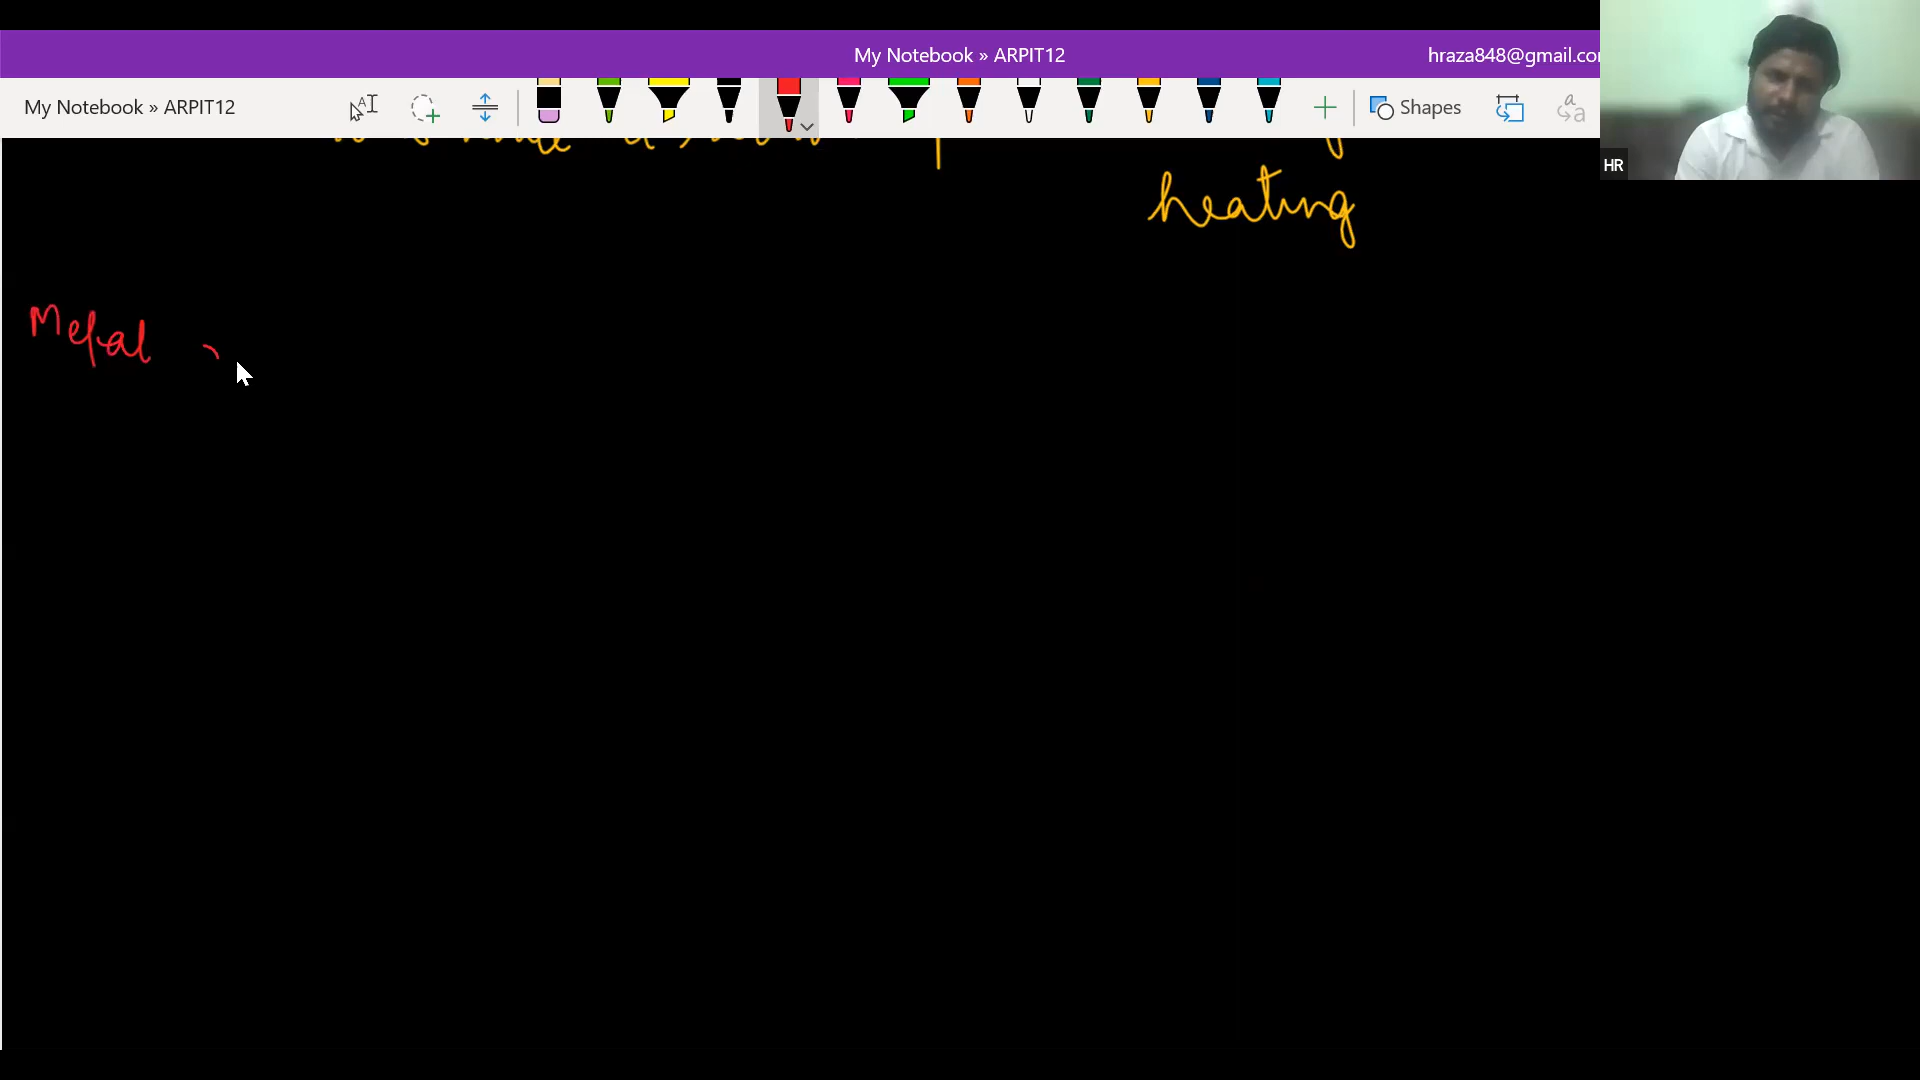 My Notebook » ARPIT12
hraza848@gmail.co
My Notebook » ARPIT12
Shapes
HR
heating
Metal